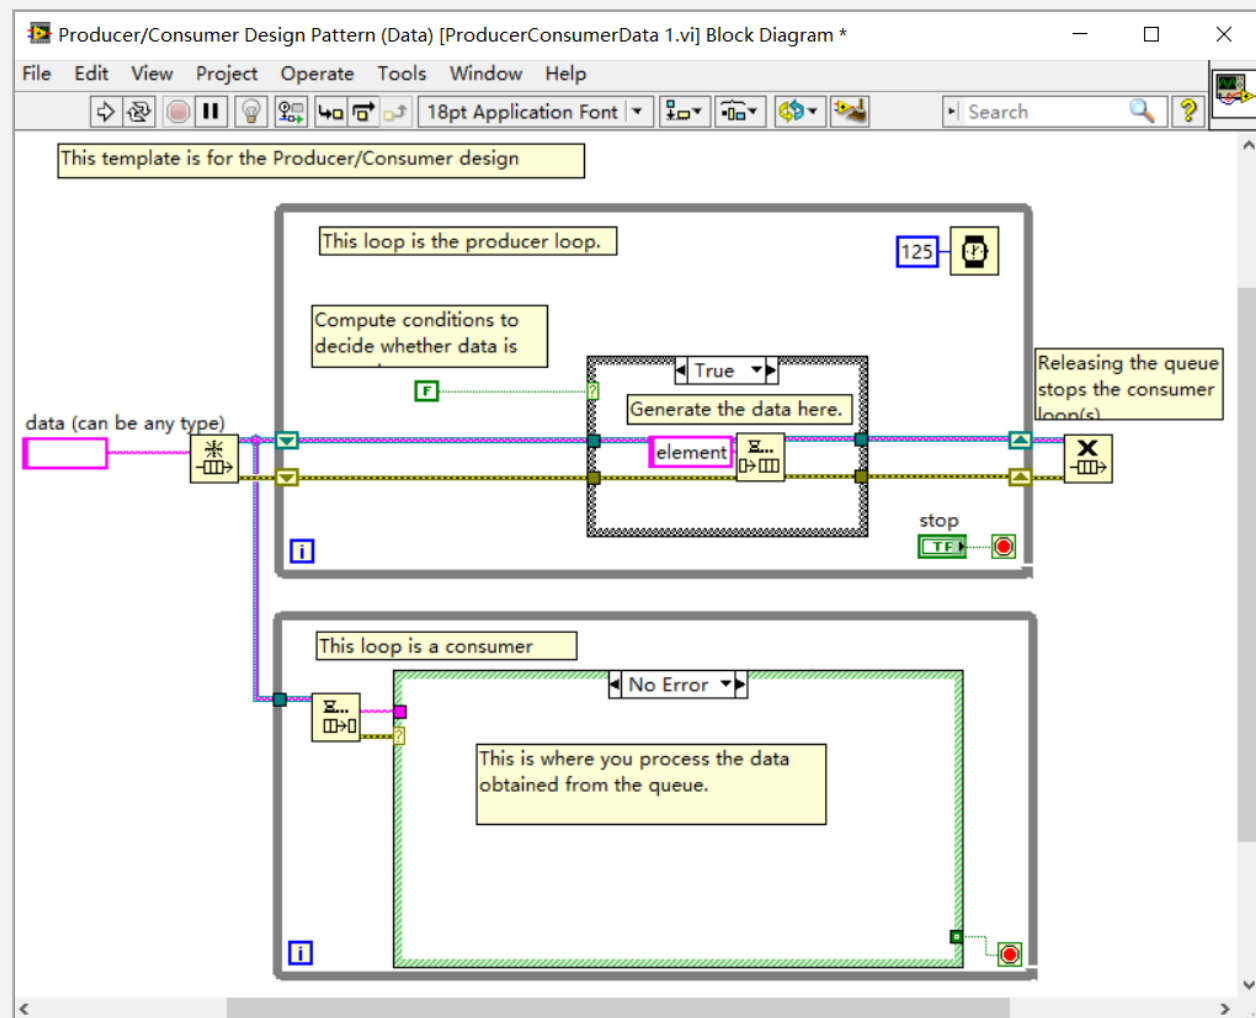 Producer/Consumer Design Pattern (Data) [ProducerConsumerData 1.vi] Block Diagram *
File Edit View Project Operate Tools Window Help
18pt Application Font
Search
?
This template is for the Producer/Consumer design
This loop is the producer loop.
125
Compute conditions to
decide whether data is
True
F
?
Generate the data here.
Releasing the queue
stops the consumer
loop(s)
data (can be any type)
element
stop
TF
i
This loop is a consumer
No Error
?
This is where you process the data
obtained from the queue.
i